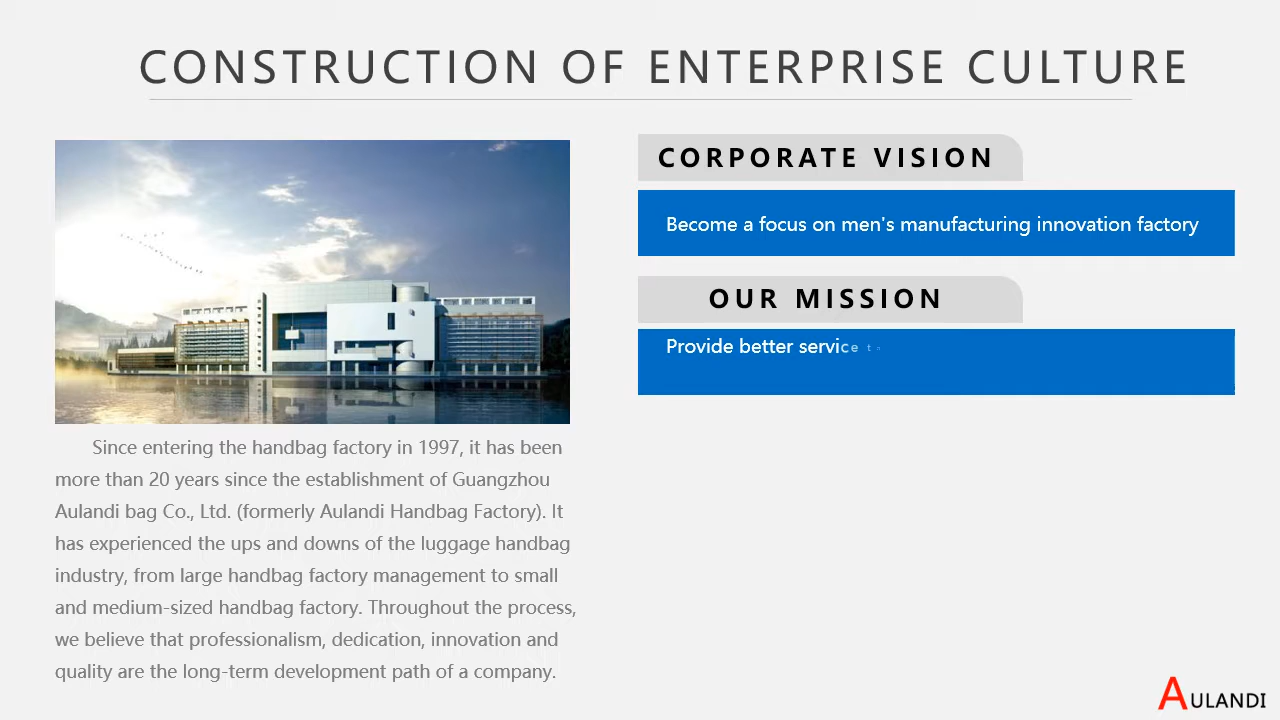 CONSTRUCTION OF ENTERPRISE CULTURE
Since entering the handbag factory in 1997, it has been
more than 20 years since the establishment of Guangzhou
Aulandi bag Co., Ltd. (formerly Aulandi Handbag Factory). It
has experienced the ups and downs of the luggage handbag
industry, from large handbag factory management to small
and medium-sized handbag factory. Throughout the process,
we believe that professionalism, dedication, innovation and
quality are the long-term development path of a company.
CORPORATE VISION
Become a focus on men's manufacturing innovation factory
OUR MISSION
Provide better service
AULANDI